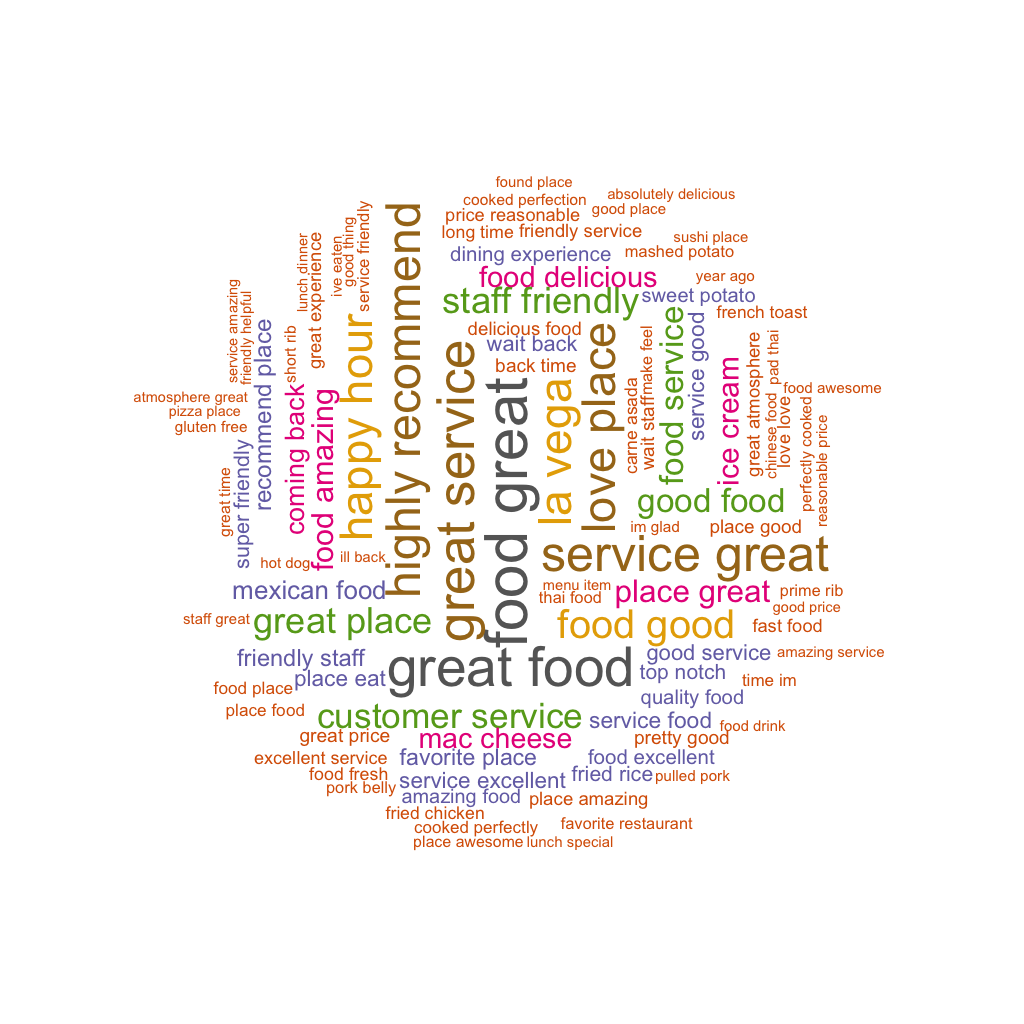 found place
cooked perfection
absolutely delicious
price reasonable
good place
long time
friendly service
sushi place
dining experience
mashed potato
food delicious
year ago
staff friendly
sweet potato
french toast
delicious food
wait back
back time
service amazing
friendly helpful
recommend place
lunch dinner
short rib
great experience
ive eaten
good thing
service friendly
happy hour
highly recommend
great service
food great
la vega
love place
carne asada
wait staff
make feel
food service
service good
ice cream
great atmosphere
chinese food
pad thai
love love
food awesome
perfectly cooked
reasonable price
atmosphere great
pizza place
gluten free
great time
super friendly
coming back
food amazing
good food
im glad
place good
hot dog
ill back
service great
mexican food
menu item
thai food
place great
prime rib
good price
staff great
great place
food good
fast food
friendly staff
great food
good service
amazing service
place eat
top notch
time im
food place
quality food
place food
customer service
service food
food drink
great price
mac cheese
pretty good
excellent service
favorite place
food excellent
food fresh
service excellent
fried rice
pulled pork
pork belly
amazing food
place amazing
fried chicken
cooked perfectly
favorite restaurant
place awesome
lunch special